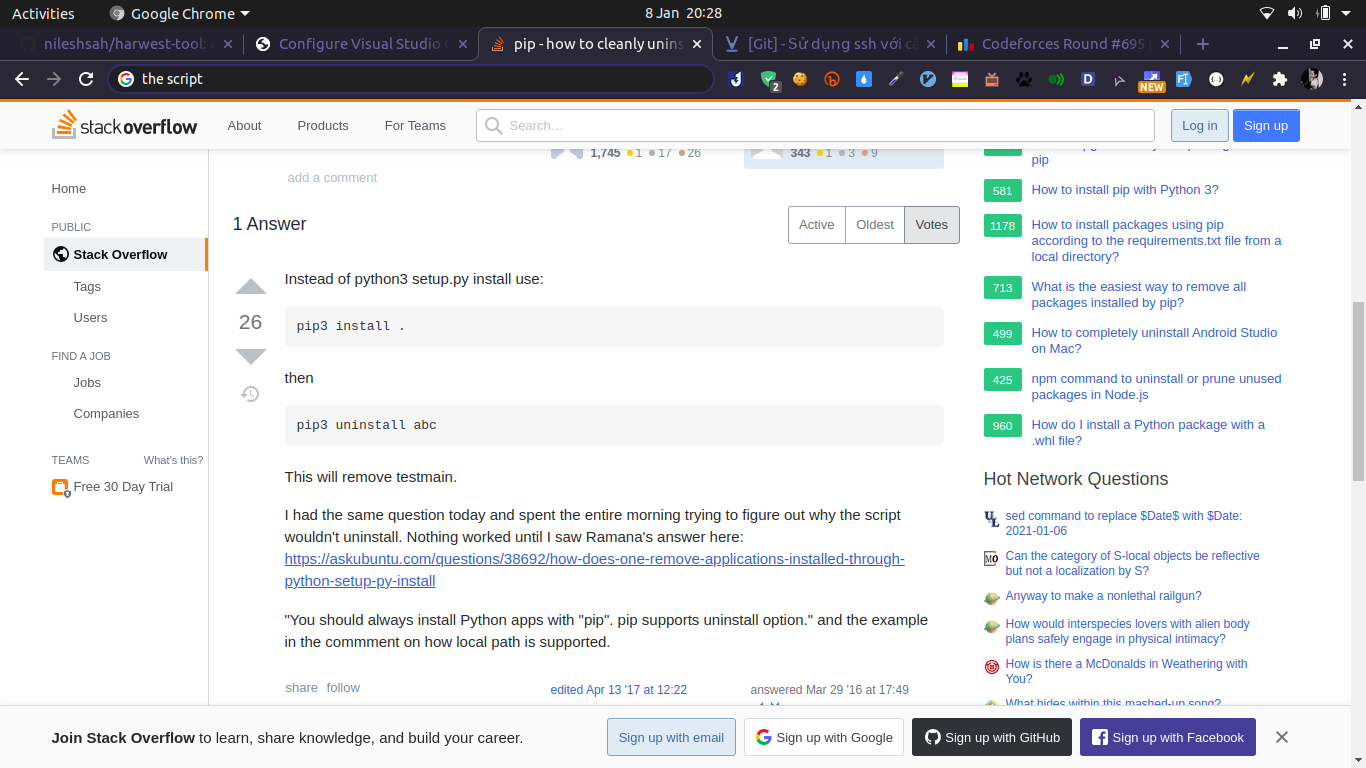 Activities Google Chrome 8 Jan 20:28
nileshsah/harwest-tool: Configure Visual Studio pip - how to cleanly unins [Git] - Sử dụng ssh với Codeforces Round #695
the script 2 NEW
stack overflow About Products For Teams Search… Log in Sign up
1,745 1 17 26 343 1 3 9
pip
add a comment
Home
PUBLIC
Stack Overflow
Tags
Users
FIND A JOB
Jobs
Companies
TEAMS What's this?
Free 30 Day Trial
1 Answer Active Oldest Votes
26
Instead of python3 setup.py install use:
pip3 install .
then
pip3 uninstall abc
This will remove testmain.
I had the same question today and spent the entire morning trying to figure out why the script
wouldn't uninstall. Nothing worked until I saw Ramana's answer here:
https://askubuntu.com/questions/38692/how-does-one-remove-applications-installed-through-
python-setup-py-install
"You should always install Python apps with "pip". pip supports uninstall option." and the example
in the commment on how local path is supported.
share follow edited Apr 13 '17 at 12:22 answered Mar 29 '16 at 17:49
581 How to install pip with Python 3?
1178 How to install packages using pip
according to the requirements.txt file from a
local directory?
713 What is the easiest way to remove all
packages installed by pip?
499 How to completely uninstall Android Studio
on Mac?
425 npm command to uninstall or prune unused
packages in Node.js
960 How do I install a Python package with a
.whl file?
Hot Network Questions
sed command to replace $Date$ with $Date:
2021-01-06
Can the category of S-local objects be reflective
but not a localization by S?
Anyway to make a nonlethal railgun?
How would interspecies lovers with alien body
plans safely engage in physical intimacy?
How is there a McDonalds in Weathering with
You?
What hides within this mashed-up song?
Join Stack Overflow to learn, share knowledge, and build your career. Sign up with email Sign up with Google Sign up with GitHub Sign up with Facebook